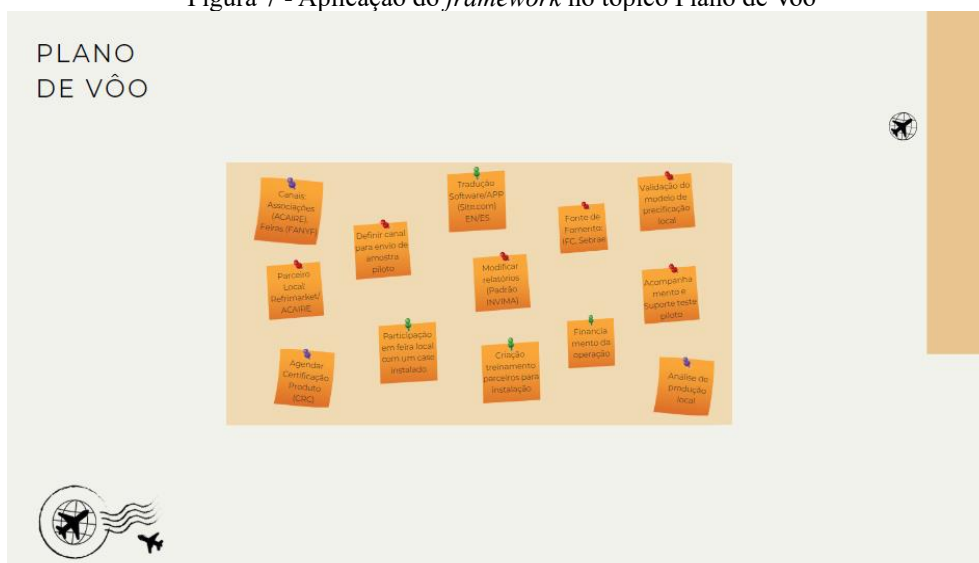 Figura 7 - Aplicação do framework no tópico Plano de Vôo
PLANO
DE VÔO
Canais:
Associações
(ACAIRE),
Feiras (FANYF)
Definir canal
para envio de
amostra
piloto
Tradução
Software/APP
(Sitri.com)
EN/ES
Fonte de
Fomento:
IFC, Sebrae
Validação do
modelo de
precificação
local
Parceiro
Local:
Refrimarket/
ACAIRE
Modificar
relatórios
(Padrão
INVIMA)
Acompanha
mento e
Suporte teste
piloto
Agendar
Certificação
Produto
(CRC)
Participação
em feira local
com um case
instalado
Criação
treinamento
parceiros para
instalação
Financia
mento da
operação
Análise de
produção
local